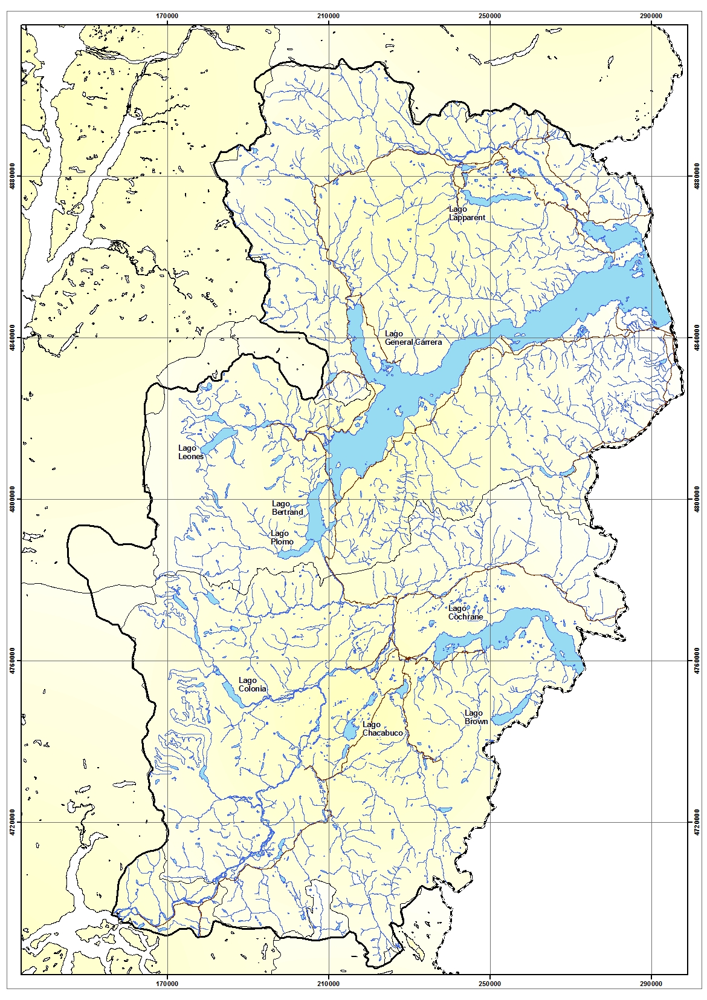 170000 210000 250000 290000
4880000 4880000
Lago
Lapparent
4840000 4840000
Lago
General Carrera
Lago
Leones
4800000 4800000
Lago
Bertrand
Lago
Plomo
Lago
Cochrane
4760000 4760000
Lago
Colonia
Lago
Brown
Lago
Chacabuco
4720000 4720000
170000 210000 250000 290000